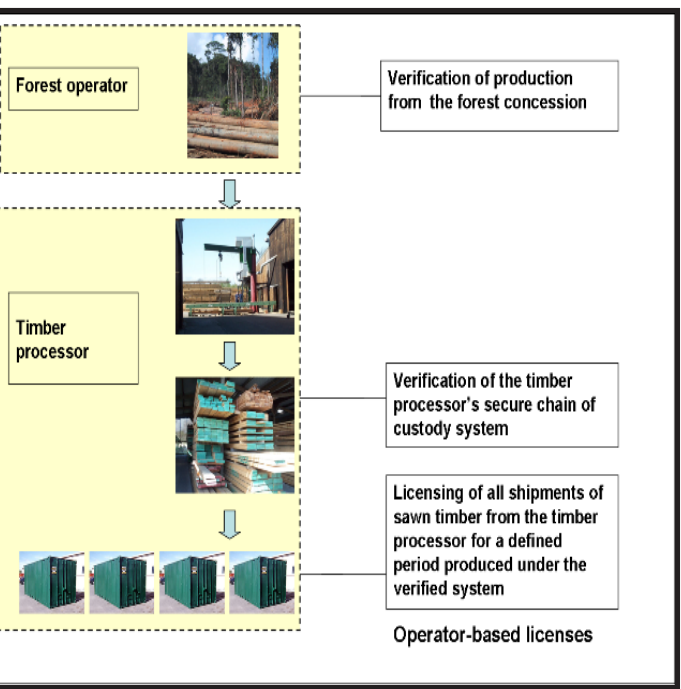 Forest operator
Verification of production
from the forest concession
Timber
processor
Verification of the timber
processor's secure chain of
custody system
Licensing of all shipments of
sawn timber from the timber
processor for a defined
period produced under the
verified system
Operator-based licenses